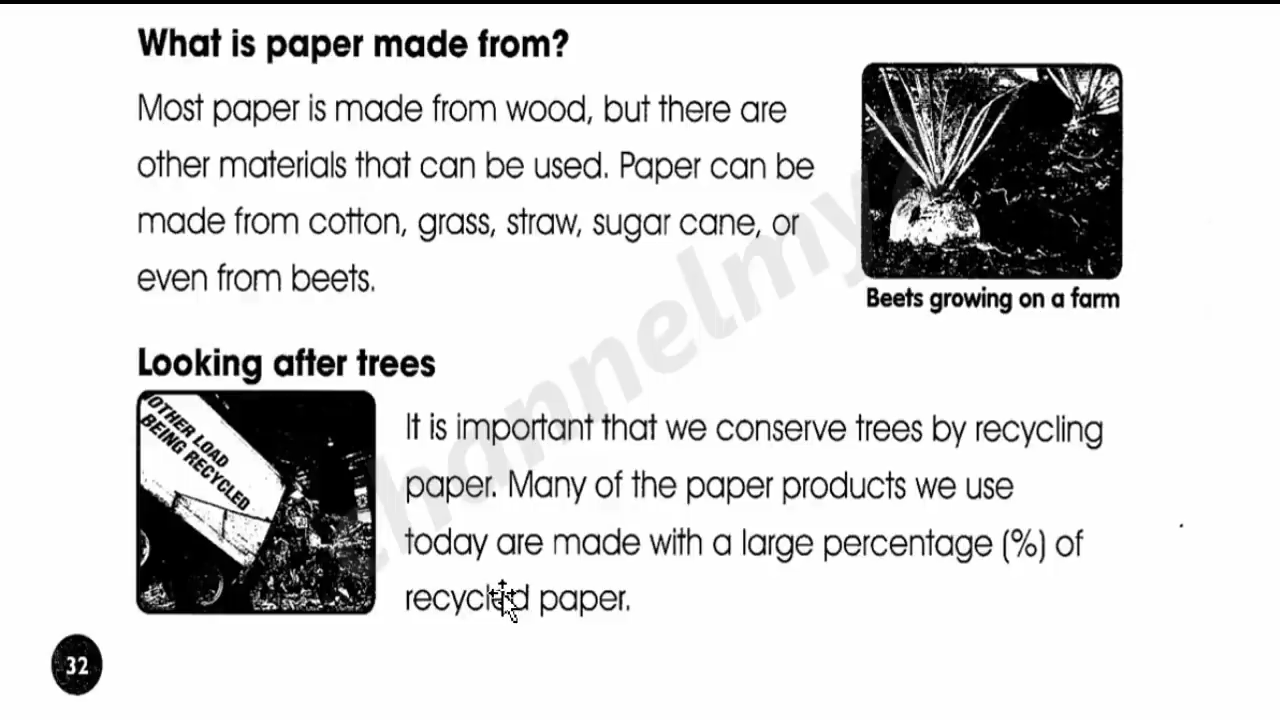 What is paper made from?
Most paper is made from wood, but there are
other materials that can be used. Paper can be
made from cotton, grass, straw, sugar cane, or
even from beets.
Beets growing on a farm
Looking after trees
OTHER LOAD
BEING RECYCLED
It is important that we conserve trees by recycling
paper. Many of the paper products we use
today are made with a large percentage (%) of
recycled paper.
32
channelmy